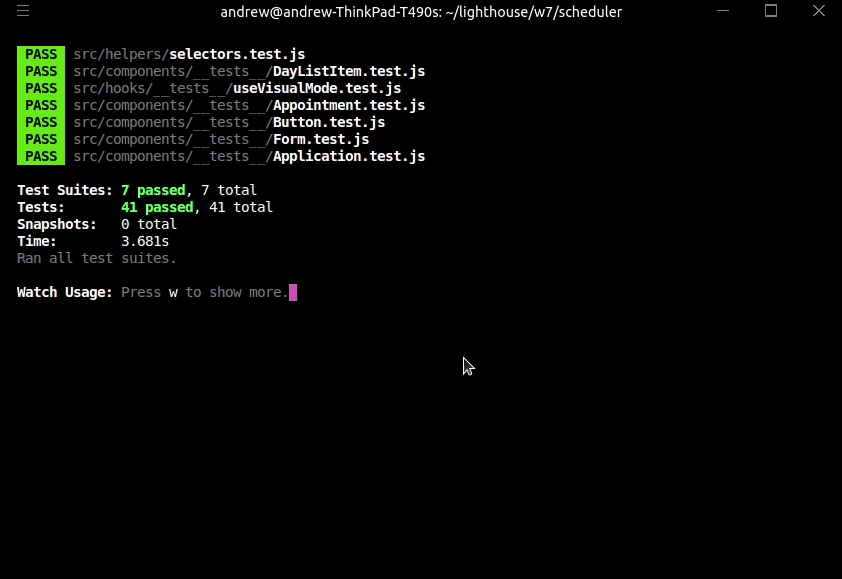 andrew@andrew-ThinkPad-T490s: ~/lighthouse/w7/scheduler
PASS src/helpers/selectors.test.js
PASS src/components/__tests__/DayListItem.test.js
PASS src/hooks/__tests__/useVisualMode.test.js
PASS src/components/__tests__/Appointment.test.js
PASS src/components/__tests__/Button.test.js
PASS src/components/__tests__/Form.test.js
PASS src/components/__tests__/Application.test.js
Test Suites: 7 passed, 7 total
Tests: 41 passed, 41 total
Snapshots: 0 total
Time: 3.681s
Ran all test suites.
Watch Usage: Press w to show more.